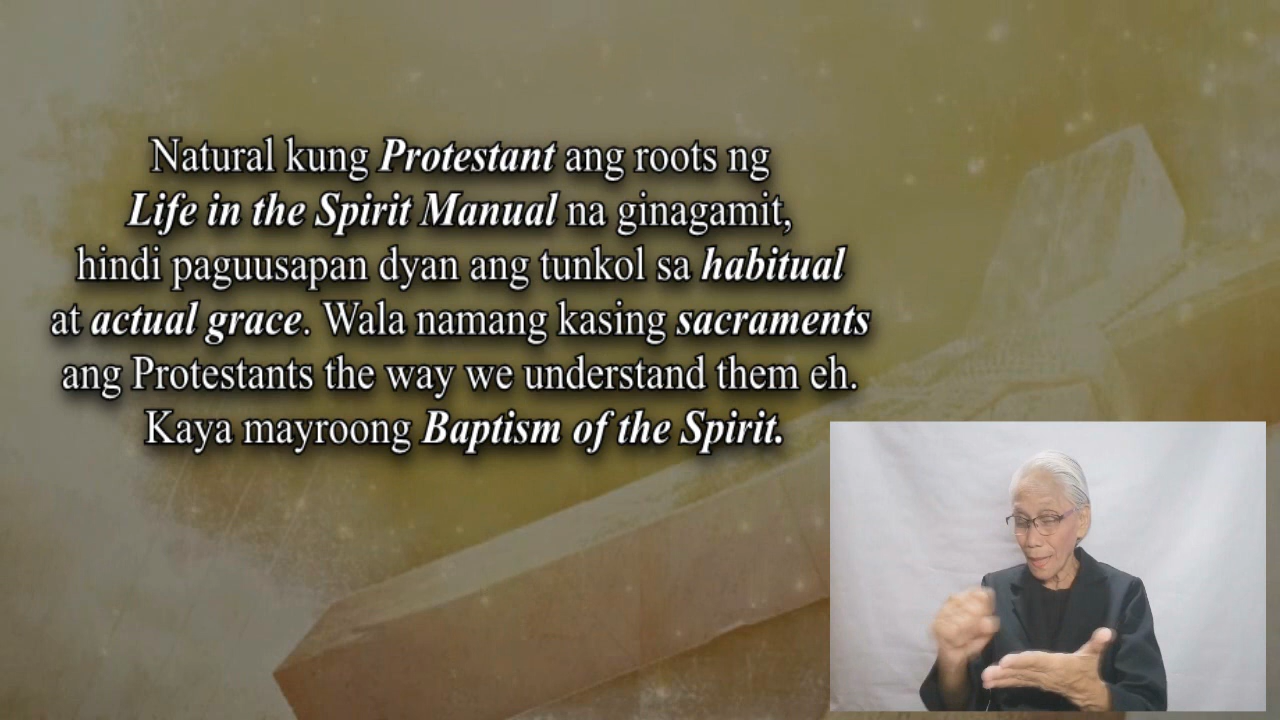 Natural kung Protestant ang roots ng
Life in the Spirit Manual na ginagamit,
hindi paguusapan dyan ang tunkol sa habitual
at actual grace. Wala namang kasing sacraments
ang Protestants the way we understand them eh.
Kaya mayroong Baptism of the Spirit.